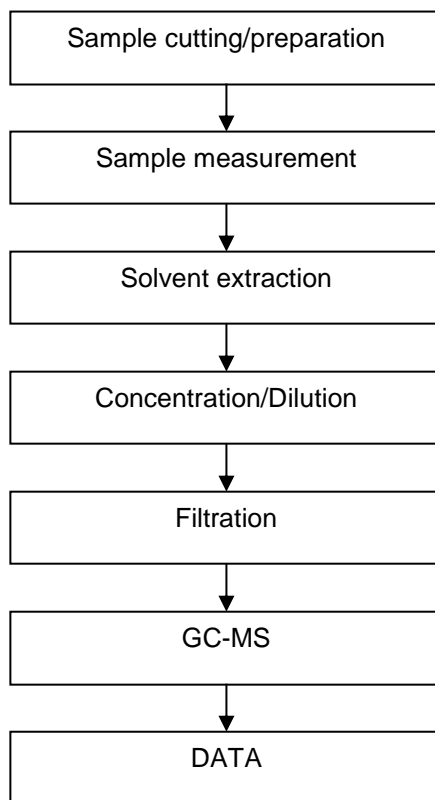 Sample cutting/preparation
Sample measurement
Solvent extraction
Concentration/Dilution
Filtration
GC-MS
DATA